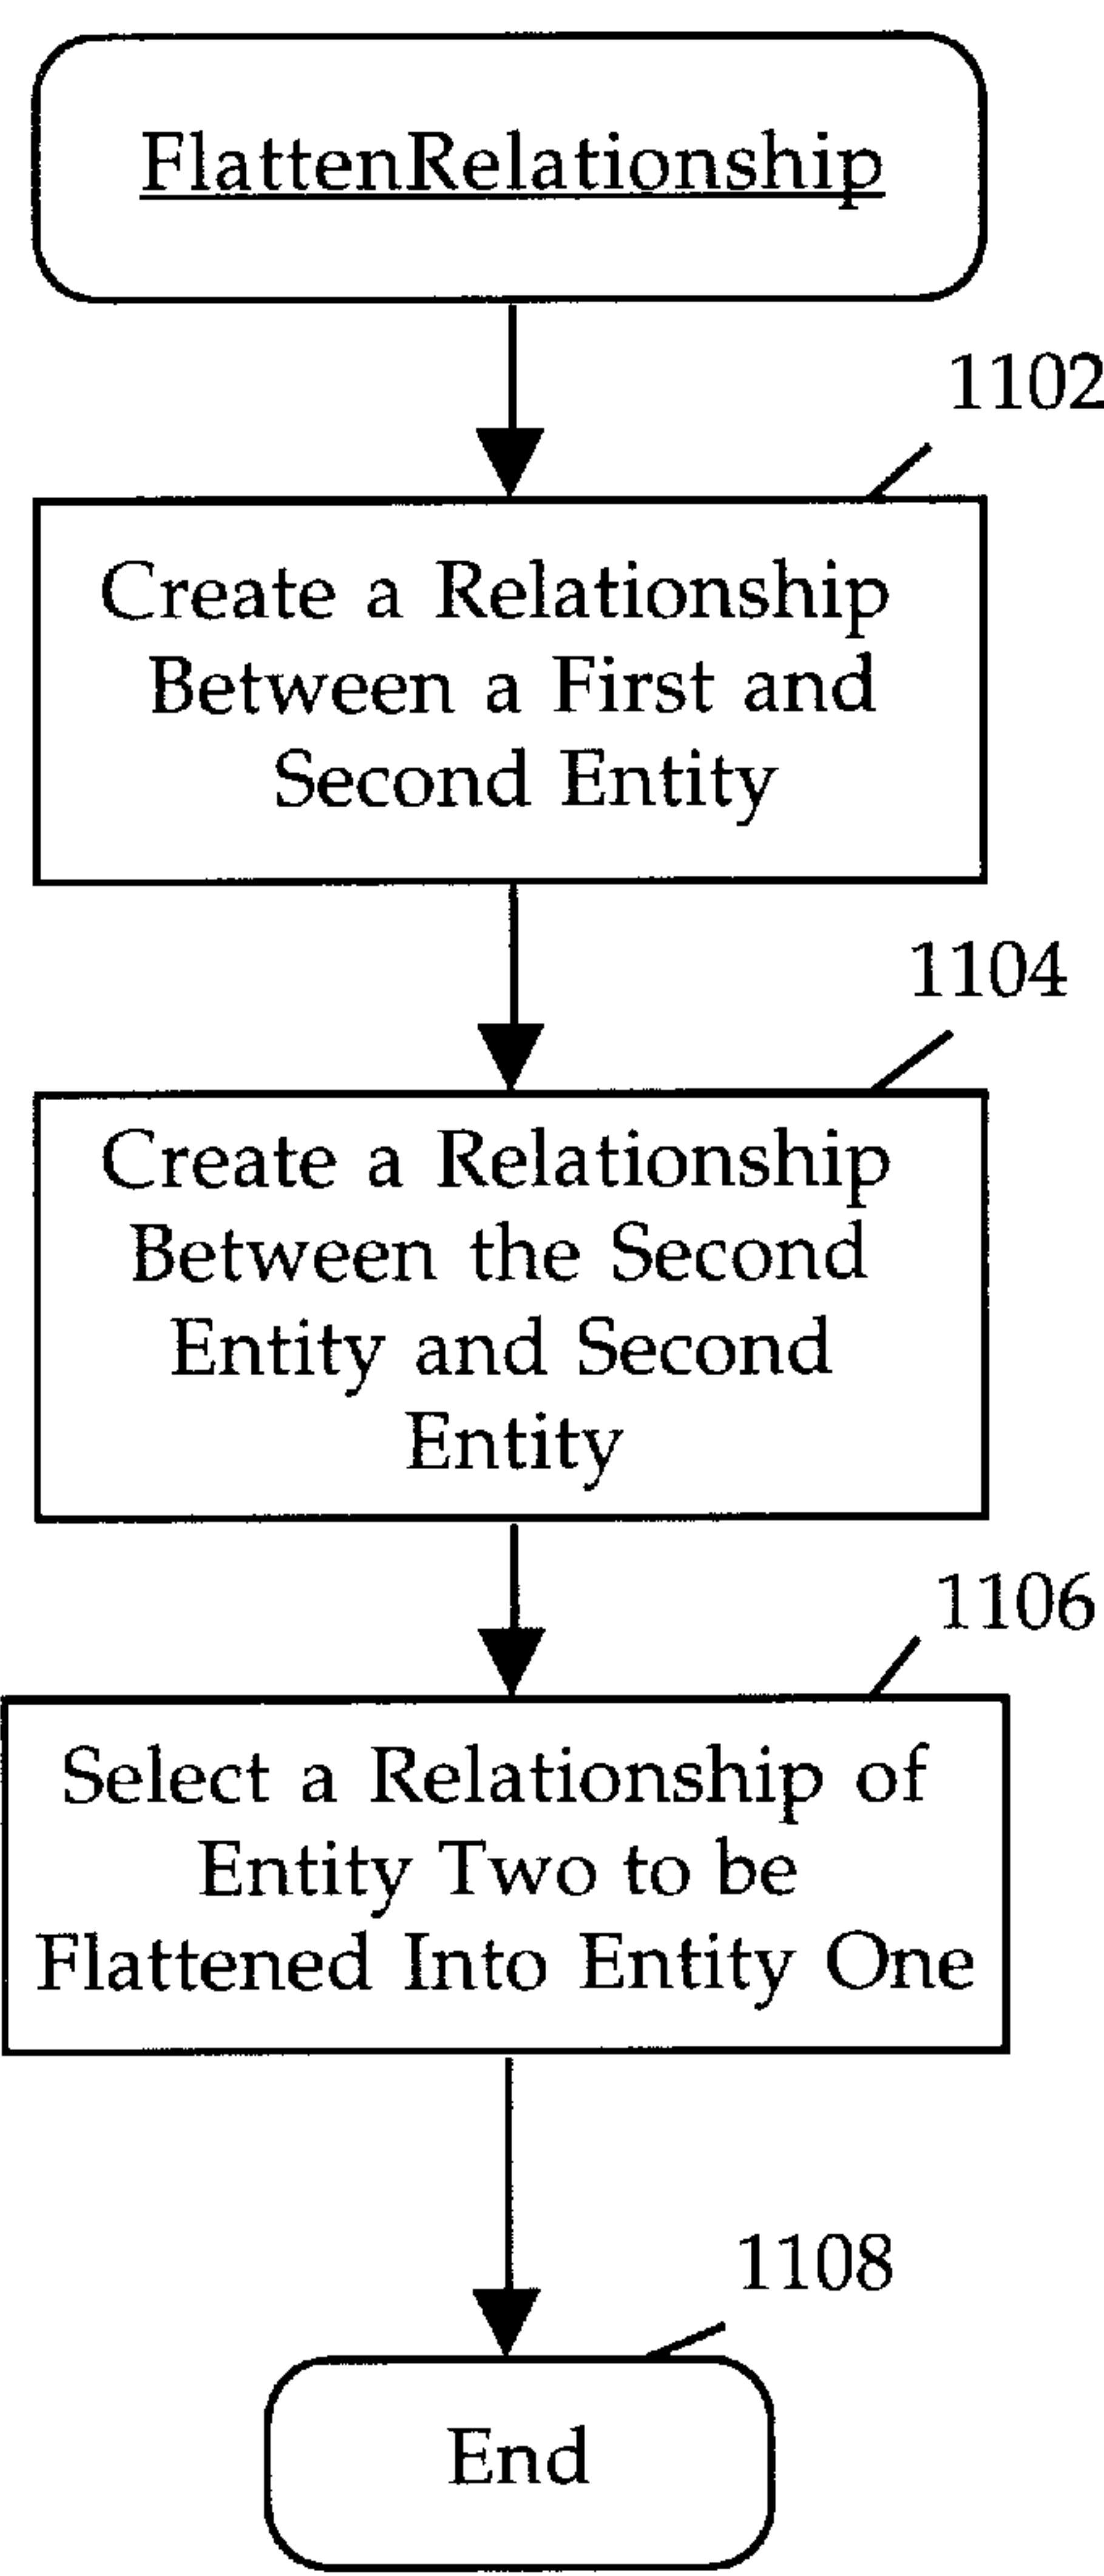 FlattenRelationship
1102
Create a Relationship
Between a First and
Second Entity
1104
Create a Relationship
Between the Second
Entity and Second
Entity
1106
Select a Relationship of
Entity Two to be
Flattened Into Entity One
1108
End